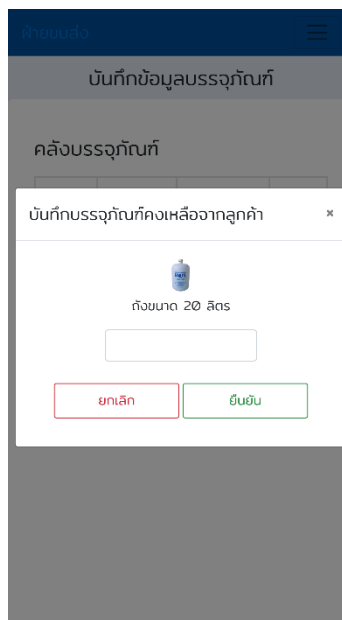 ฝ่ายขนส่ง
บันทึกข้อมูลบรรจุภัณฑ์
คลังบรรจุภัณฑ์
บันทึกบรรจุภัณฑ์คงเหลือจากลูกค้า ×
ถังขนาด 20 ลิตร
ยกเลิก ยืนยัน